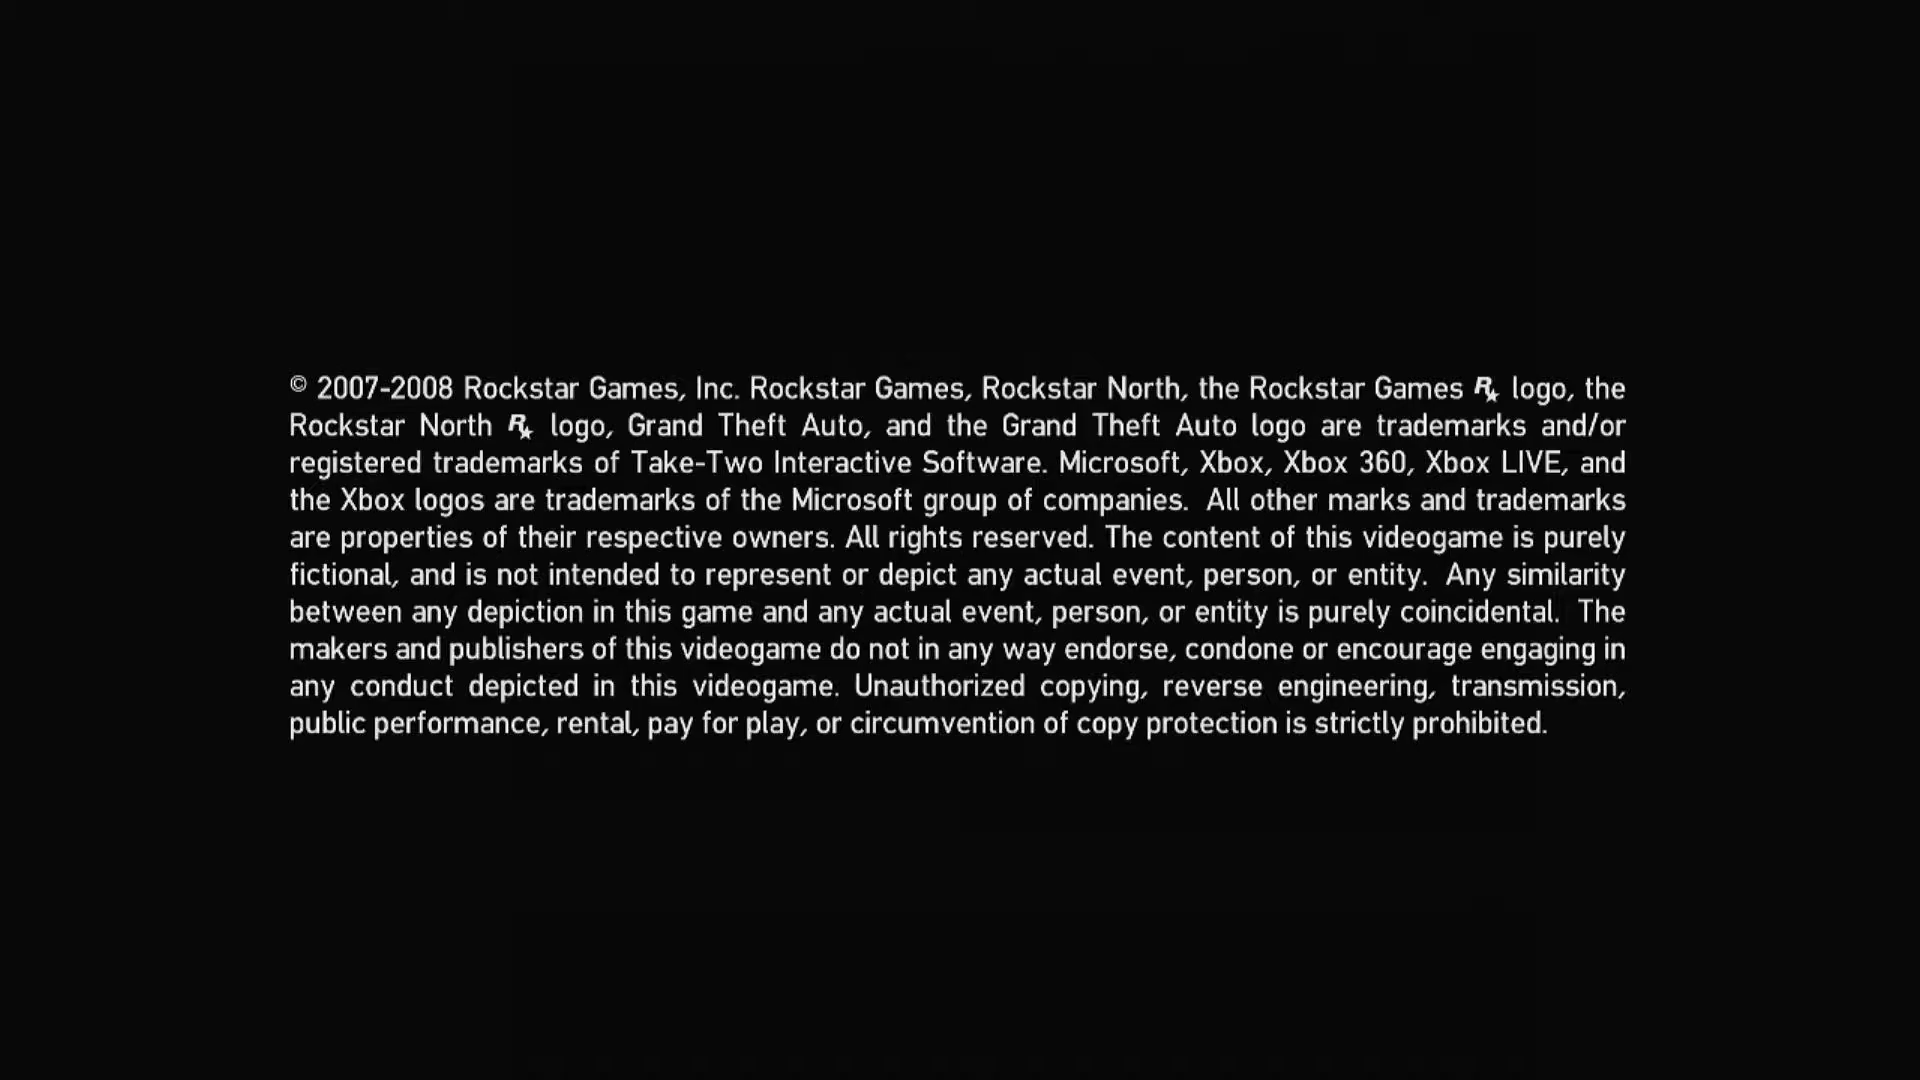 © 2007-2008 Rockstar Games, Inc. Rockstar Games, Rockstar North, the Rockstar Games R★ logo, the
Rockstar North R★ logo, Grand Theft Auto, and the Grand Theft Auto logo are trademarks and/or
registered trademarks of Take-Two Interactive Software. Microsoft, Xbox, Xbox 360, Xbox LIVE, and
the Xbox logos are trademarks of the Microsoft group of companies. All other marks and trademarks
are properties of their respective owners. All rights reserved. The content of this videogame is purely
fictional, and is not intended to represent or depict any actual event, person, or entity. Any similarity
between any depiction in this game and any actual event, person, or entity is purely coincidental. The
makers and publishers of this videogame do not in any way endorse, condone or encourage engaging in
any conduct depicted in this videogame. Unauthorized copying, reverse engineering, transmission,
public performance, rental, pay for play, or circumvention of copy protection is strictly prohibited.